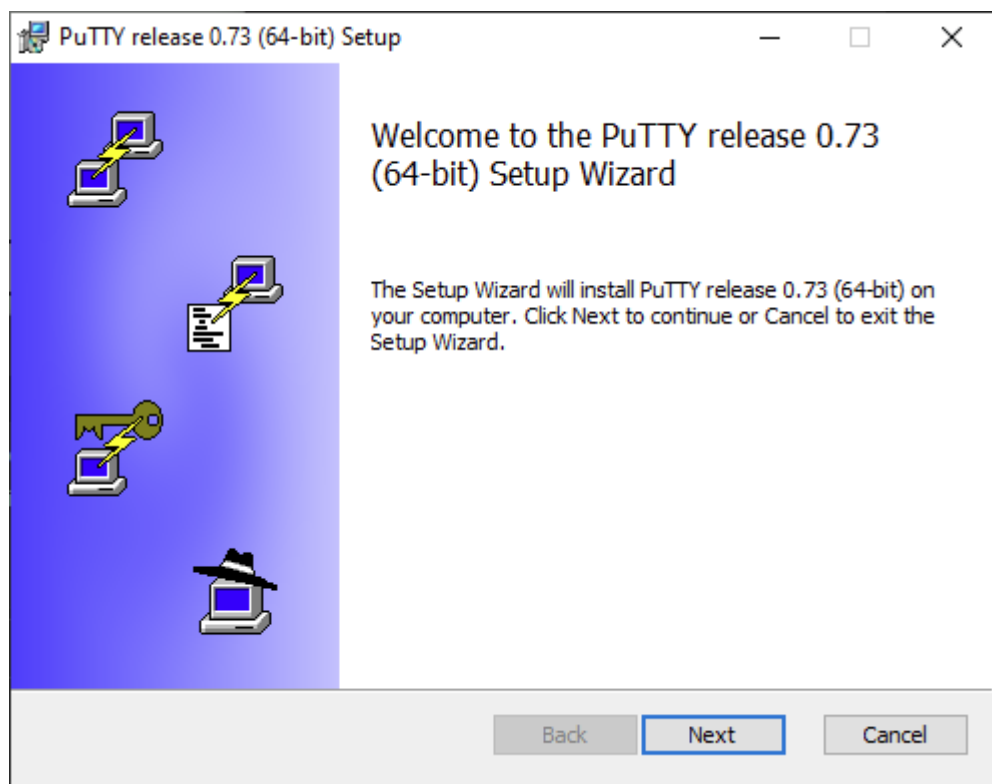 PuTTY release 0.73 (64-bit) Setup
Welcome to the PuTTY release 0.73
(64-bit) Setup Wizard
The Setup Wizard will install PuTTY release 0.73 (64-bit) on
your computer. Click Next to continue or Cancel to exit the
Setup Wizard.
Back
Next
Cancel